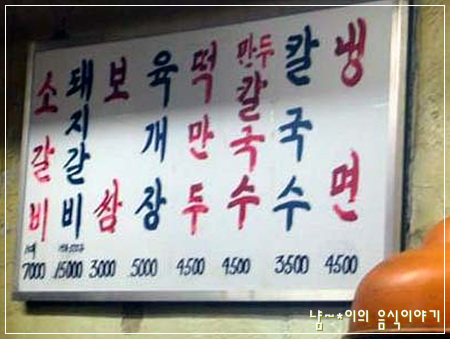 소갈비 7000
돼지갈비 15000
보쌈 3000
육개장 5000
떡만두 4500
만두칼국수 4500
칼국수 3500
냉면 4500
냠~*이의 음식이야기